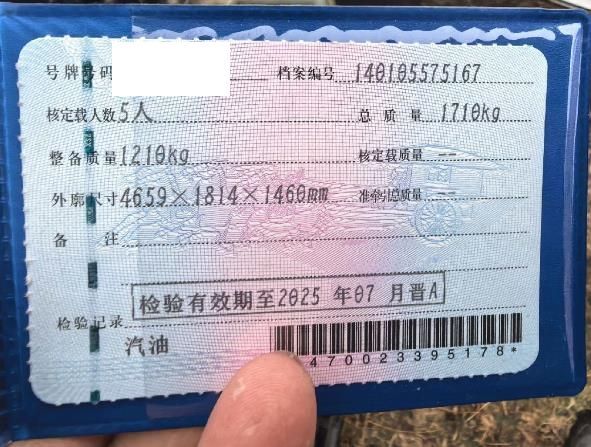 号牌号码 档案编号 140105575167
核定载人数 5人 总质量 1710kg
整备质量 1210kg 核定载质量 --
外廓尺寸 4659×1814×1460mm 准牵引总质量 --
备注
检验有效期至2025 年07 月晋A
检验记录
汽油
4700233951 78*